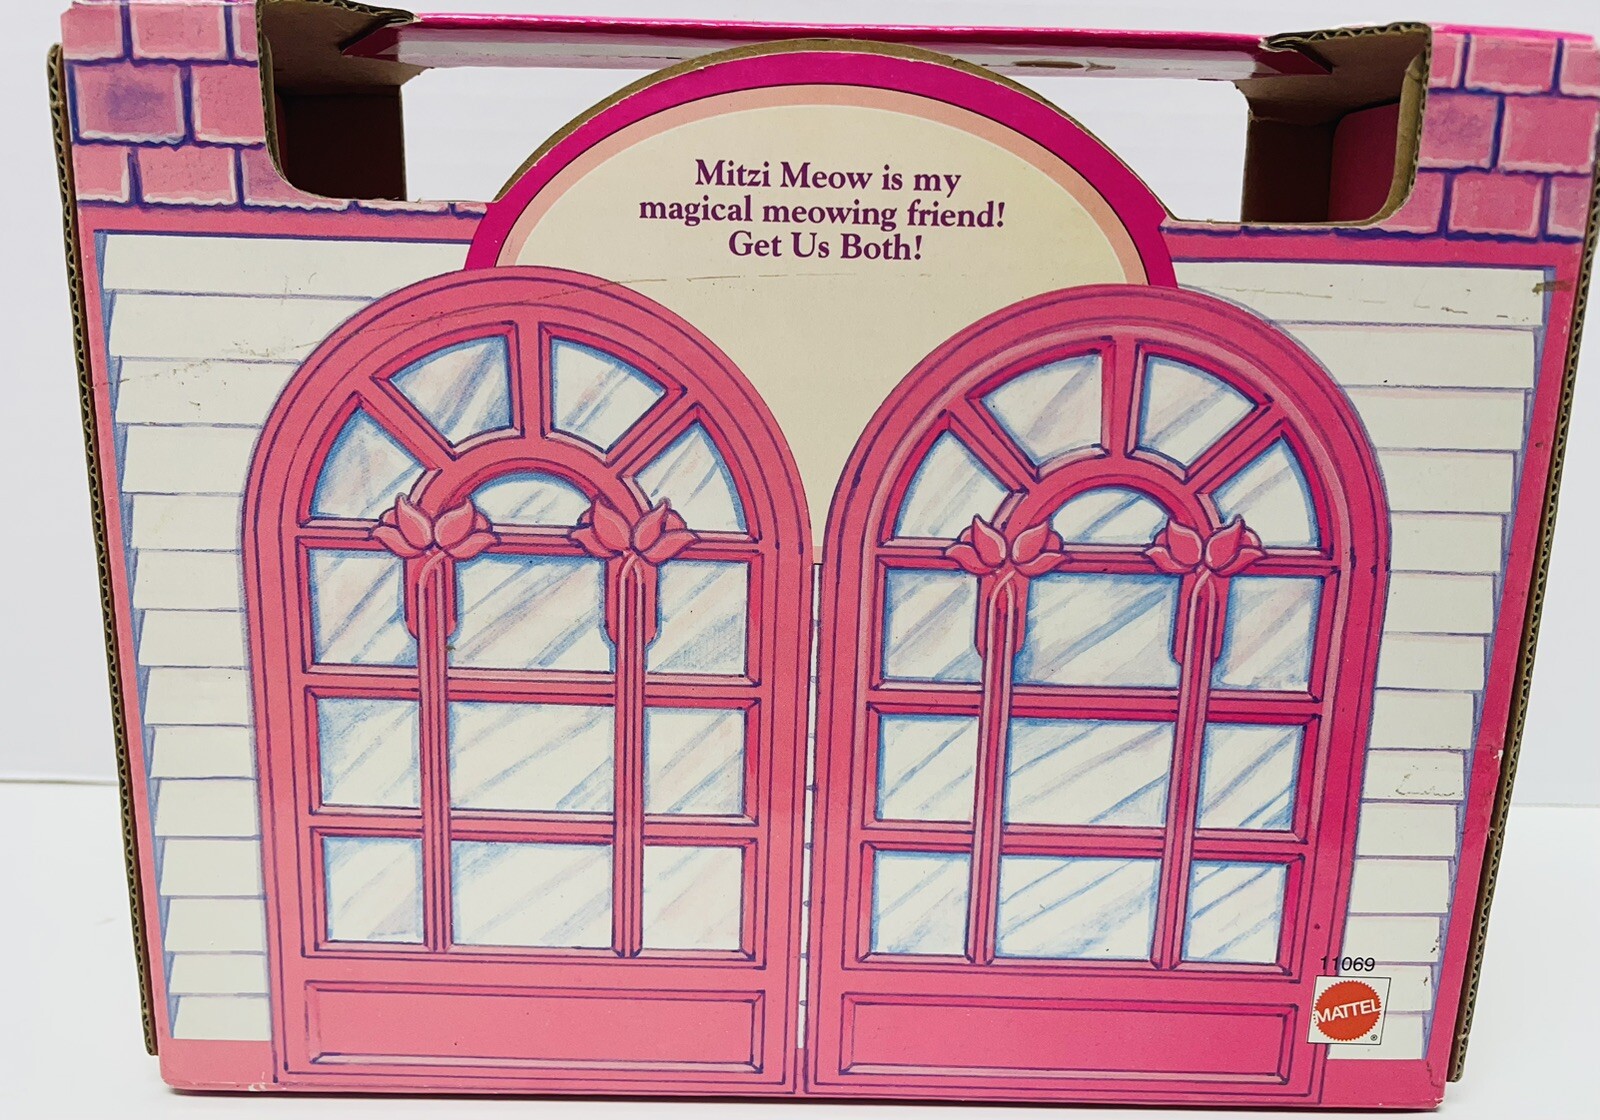 Mitzi Meow is my
magical meowing friend!
Get Us Both!
11069
MATTEL
®